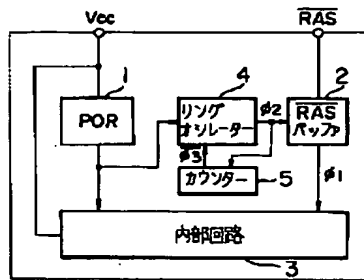 Vcc
RAS
1
POR
4
リング
オシレーター
φ2
2
RAS
バッファ
φ3
カウンター
5
φ1
内部回路
3